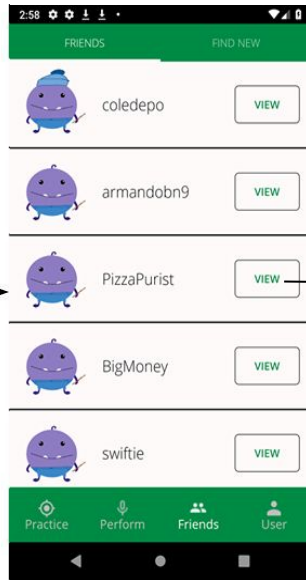 2:58
FRIENDS FIND NEW
coledepo VIEW
armandobn9 VIEW
PizzaPurist VIEW
BigMoney VIEW
swiftie VIEW
Practice Perform Friends User